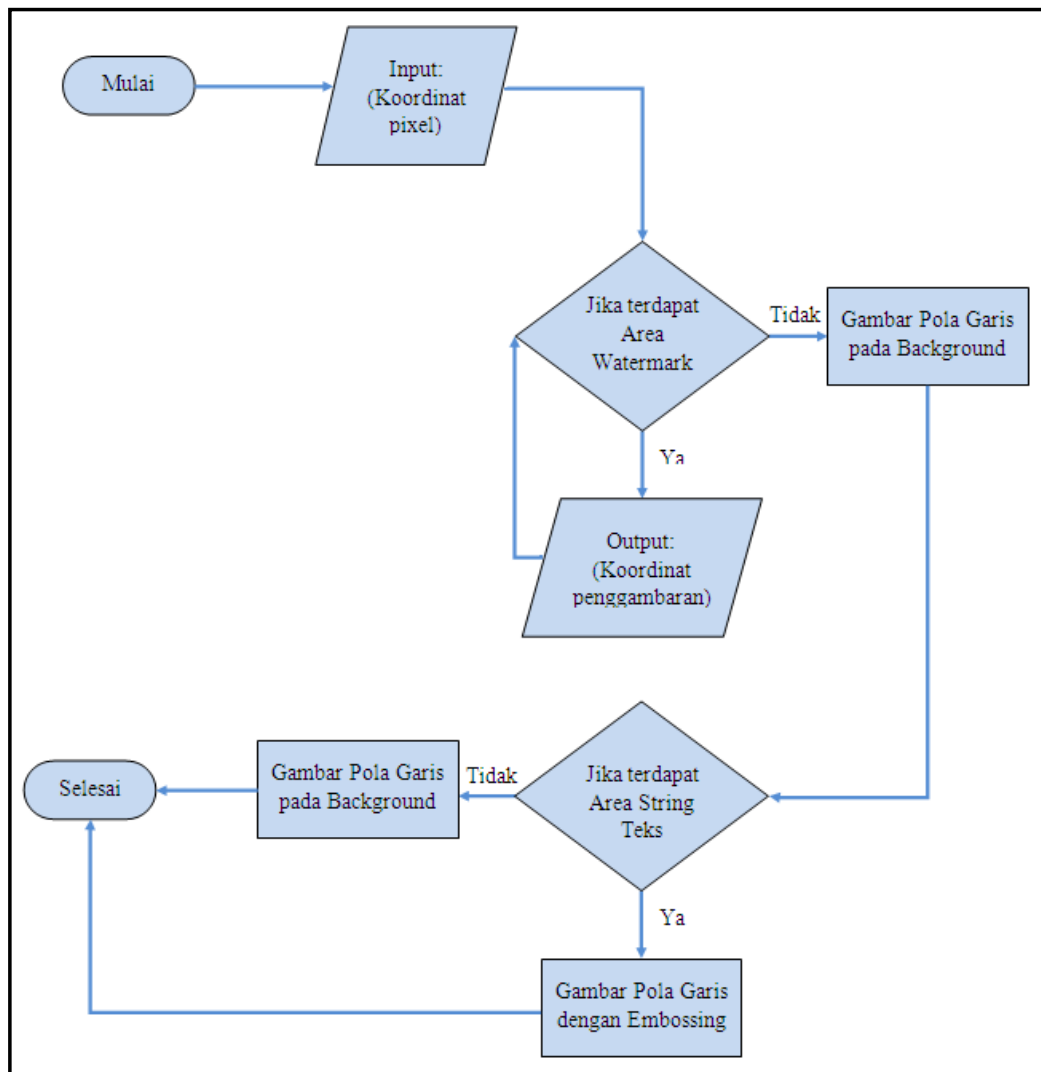 Mulai
Input:
(Koordinat
pixel)
Jika terdapat
Area
Watermark
Tidak
Gambar Pola Garis
pada Background
Ya
Output:
(Koordinat
penggambaran)
Jika terdapat
Area String
Teks
Tidak
Gambar Pola Garis
pada Background
Selesai
Ya
Gambar Pola Garis
dengan Embossing